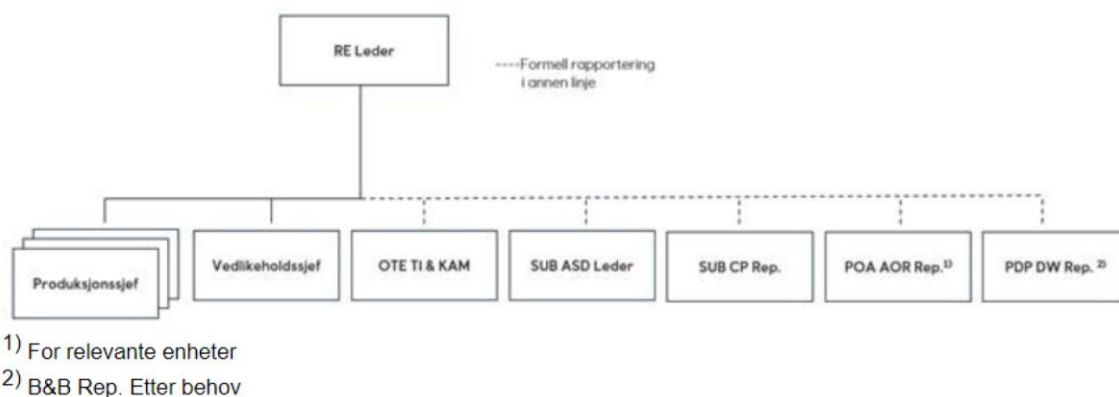 RE Leder
----Formell rapportering
i annen linje
Produksjonssjef
Vedlikeholdssjef
OTE TI & KAM
SUB ASD Leder
SUB CP Rep.
POA AOR Rep.¹⁾
PDP DW Rep. ²⁾
1) For relevante enheter
2) B&B Rep. Etter behov